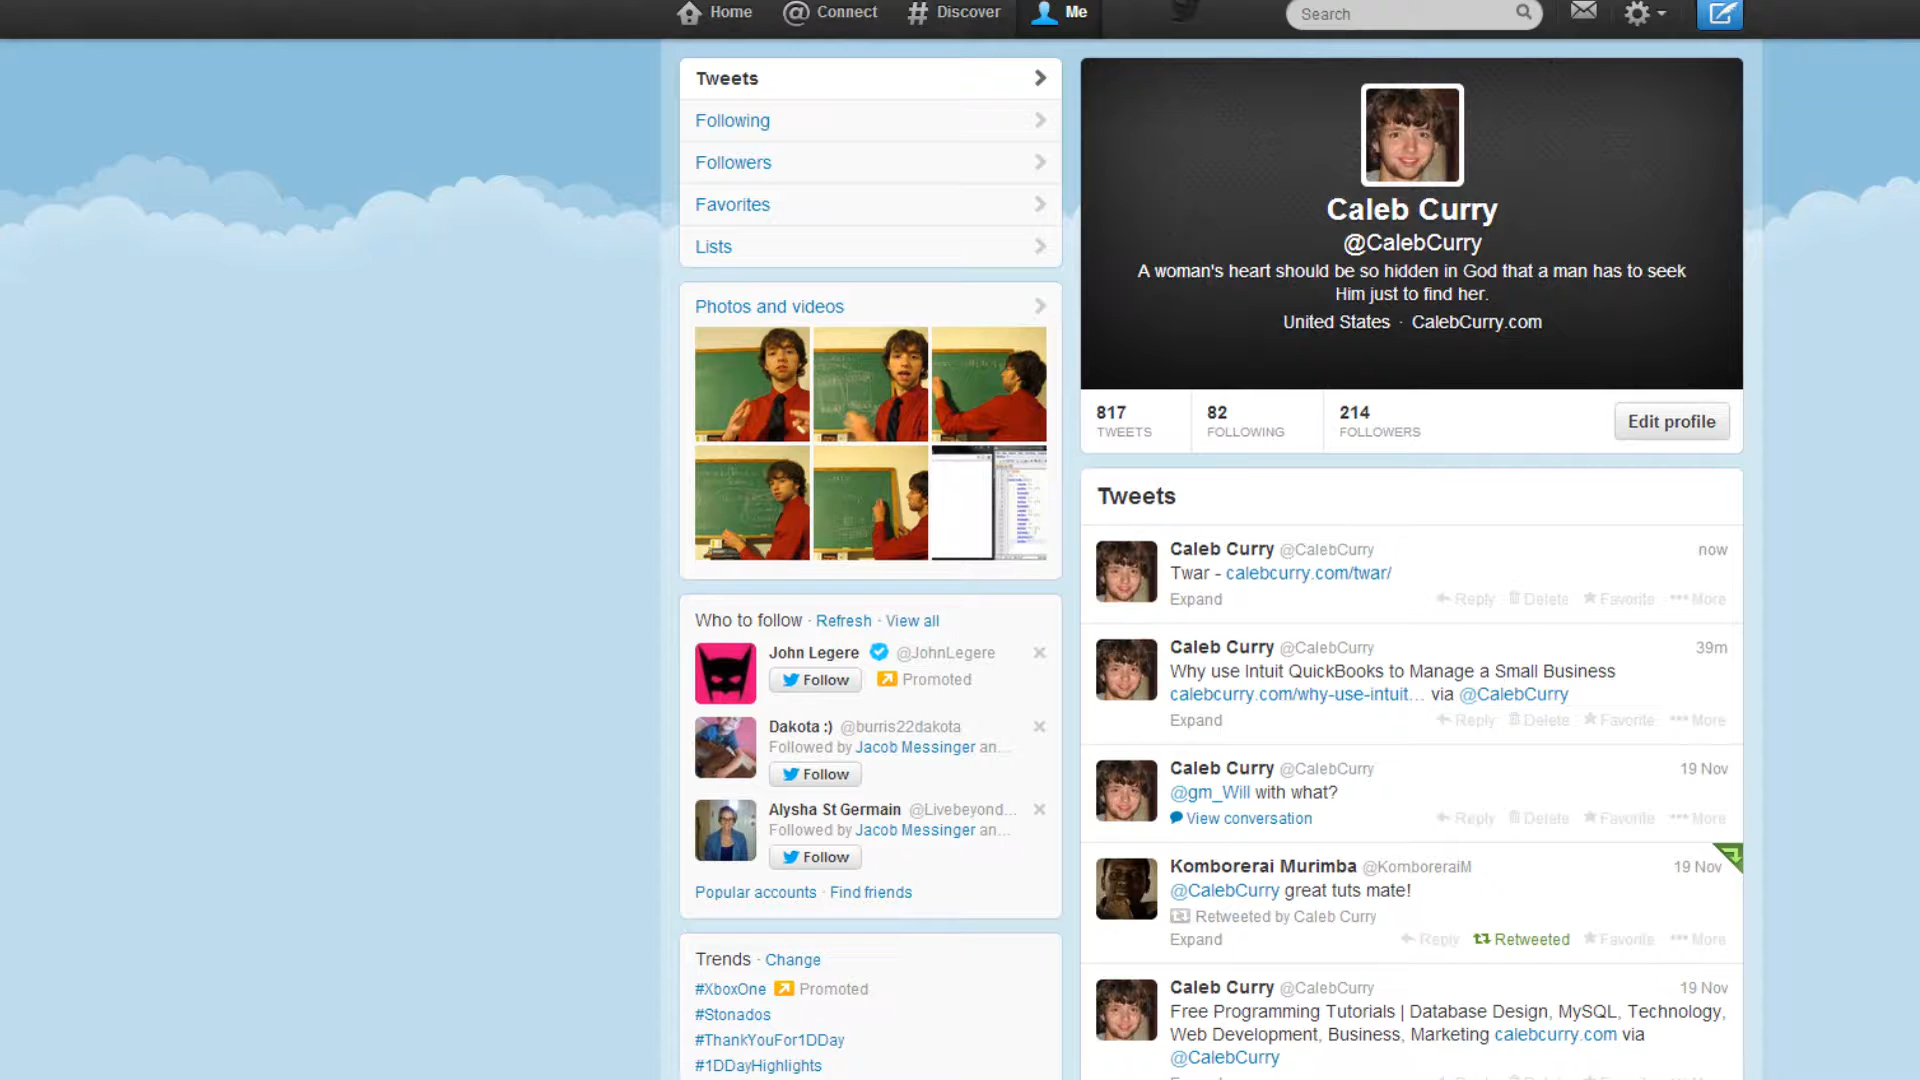 Home
Connect
Discover
Me
Search
Tweets
Following
Followers
Favorites
Lists
Photos and videos
Who to follow · Refresh · View all
John Legere @JohnLegere
Follow
Promoted
Dakota :) @burris22dakota
Followed by Jacob Messinger an...
Follow
Alysha St Germain @Livebeyond...
Followed by Jacob Messinger an...
Follow
Popular accounts · Find friends
Trends · Change
#XboxOne Promoted
#Stonados
#ThankYouFor1DDay
#1DDayHighlights
Caleb Curry
@CalebCurry
A woman's heart should be so hidden in God that a man has to seek
Him just to find her.
United States · CalebCurry.com
817
TWEETS
82
FOLLOWING
214
FOLLOWERS
Edit profile
Tweets
Caleb Curry @CalebCurry now
Twar - calebcurry.com/twar/
Expand Reply Delete Favorite More
Caleb Curry @CalebCurry 39m
Why use Intuit QuickBooks to Manage a Small Business
calebcurry.com/why-use-intuit... via @CalebCurry
Expand Reply Delete Favorite More
Caleb Curry @CalebCurry 19 Nov
@gm_Will with what?
View conversation Reply Delete Favorite More
Komborerai Murimba @KomboreraiM 19 Nov
@CalebCurry great tuts mate!
Retweeted by Caleb Curry
Expand Reply Retweeted Favorite More
Caleb Curry @CalebCurry 19 Nov
Free Programming Tutorials | Database Design, MySQL, Technology,
Web Development, Business, Marketing calebcurry.com via
@CalebCurry